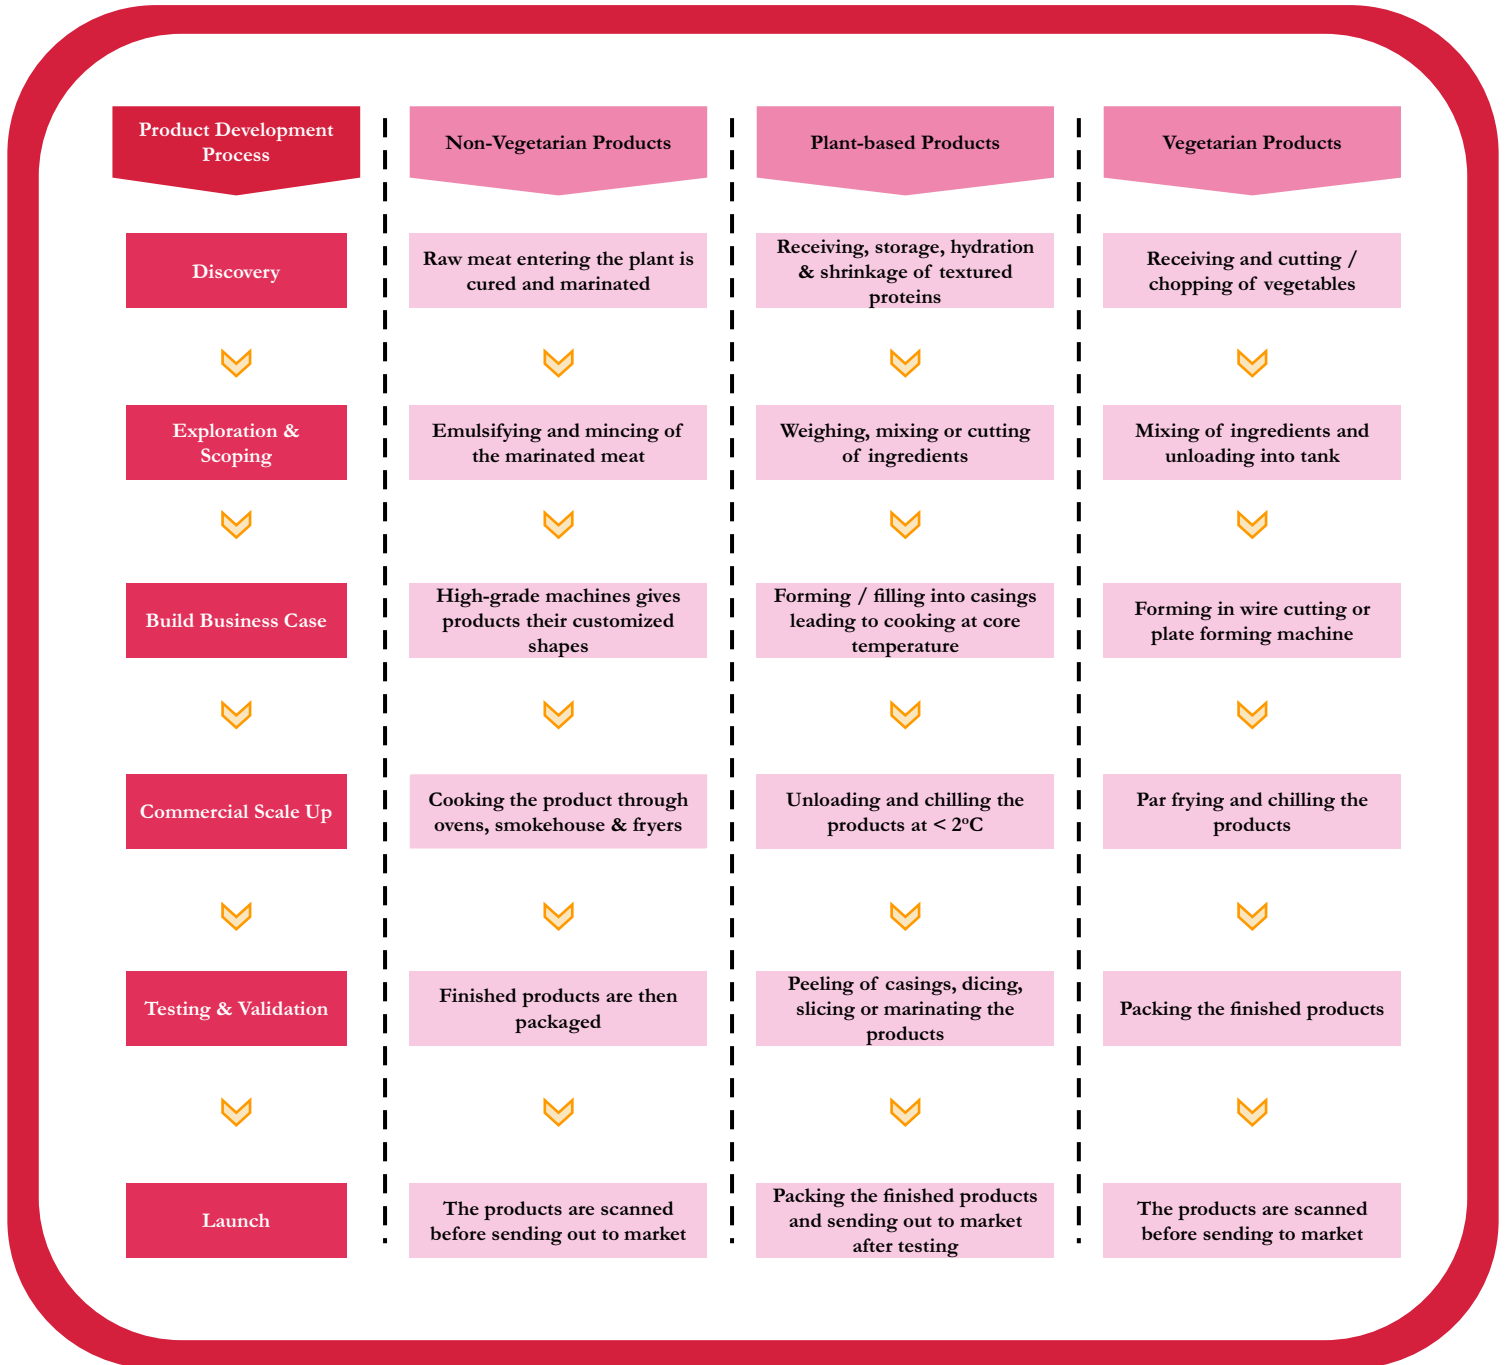 Product Development
Process
Non-Vegetarian Products
Plant-based Products
Vegetarian Products
Discovery
Raw meat entering the plant is
cured and marinated
Receiving, storage, hydration
& shrinkage of textured
proteins
Receiving and cutting /
chopping of vegetables
Exploration &
Scoping
Emulsifying and mincing of
the marinated meat
Weighing, mixing or cutting
of ingredients
Mixing of ingredients and
unloading into tank
Build Business Case
High-grade machines gives
products their customized
shapes
Forming / filling into casings
leading to cooking at core
temperature
Forming in wire cutting or
plate forming machine
Commercial Scale Up
Cooking the product through
ovens, smokehouse & fryers
Unloading and chilling the
products at < 2ºC
Par frying and chilling the
products
Testing & Validation
Finished products are then
packaged
Peeling of casings, dicing,
slicing or marinating the
products
Packing the finished products
Launch
The products are scanned
before sending out to market
Packing the finished products
and sending out to market
after testing
The products are scanned
before sending to market